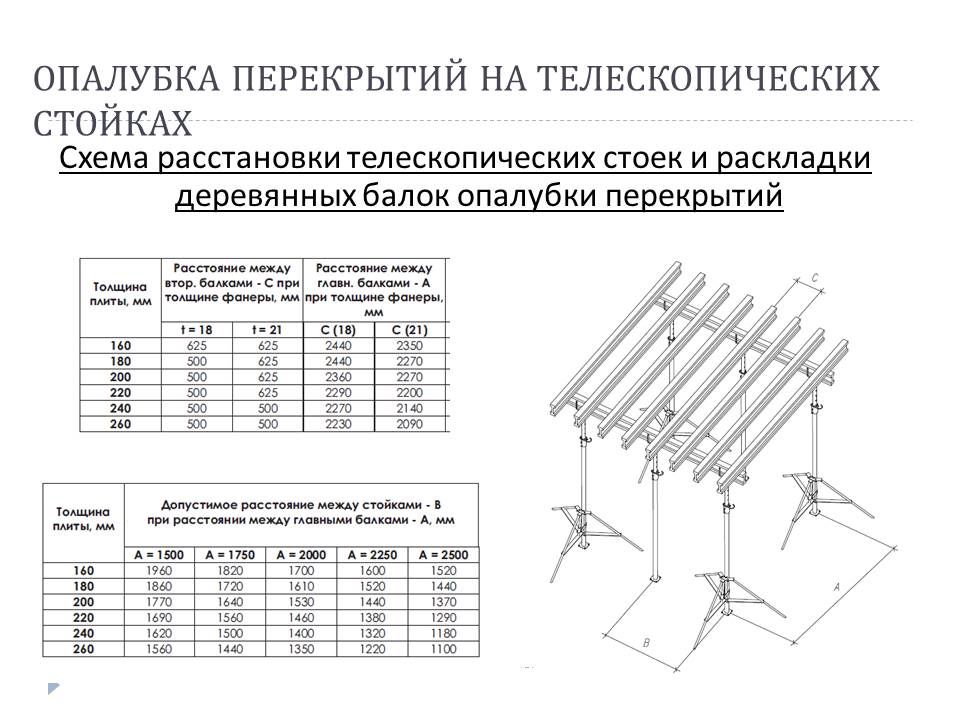 ОПАЛУБКА ПЕРЕКРЫТИЙ НА ТЕЛЕСКОПИЧЕСКИХ
СТОЙКАХ
Схема расстановки телескопических стоек и раскладки
деревянных балок опалубки перекрытий
Толщина плиты, мм
Расстояние между
втор. балками - С при
толщине фанеры, мм
Расстояние между
главн. балками - А
при толщине фанеры,
мм
t = 18 t = 21 C (18) C (21)
160 625 625 2440 2350
180 500 625 2440 2270
200 500 625 2360 2270
220 500 625 2290 2200
240 500 500 2270 2140
260 500 500 2230 2090
Толщина
плиты, мм
Допустимое расстояние между стойками - В
при расстоянии между главными балками - А, мм
А = 1500 А = 1750 А = 2000 А = 2250 А = 2500
160 1960 1820 1700 1600 1520
180 1860 1720 1610 1520 1440
200 1770 1640 1530 1440 1370
220 1690 1560 1460 1380 1290
240 1620 1500 1400 1320 1180
260 1560 1440 1350 1220 1100
C
A
B